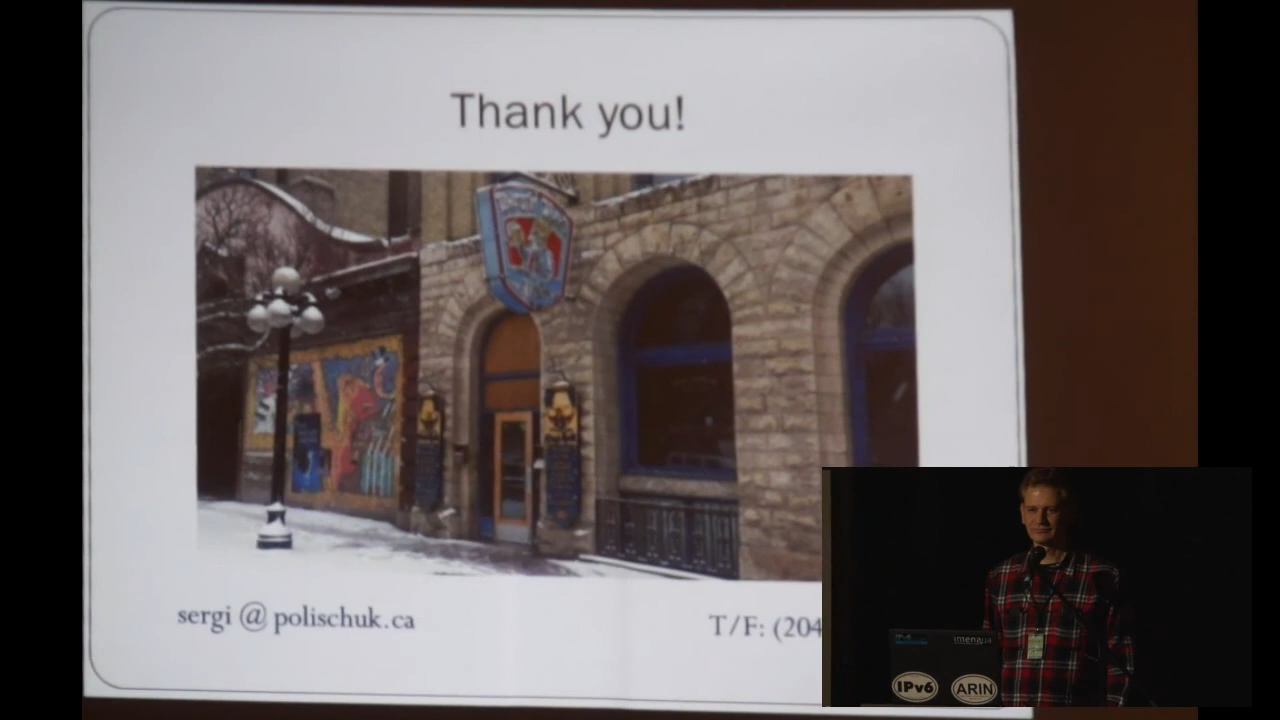 Thank you!
sergi @ polischuk.ca
T/F: (204
IPv6
ARIN